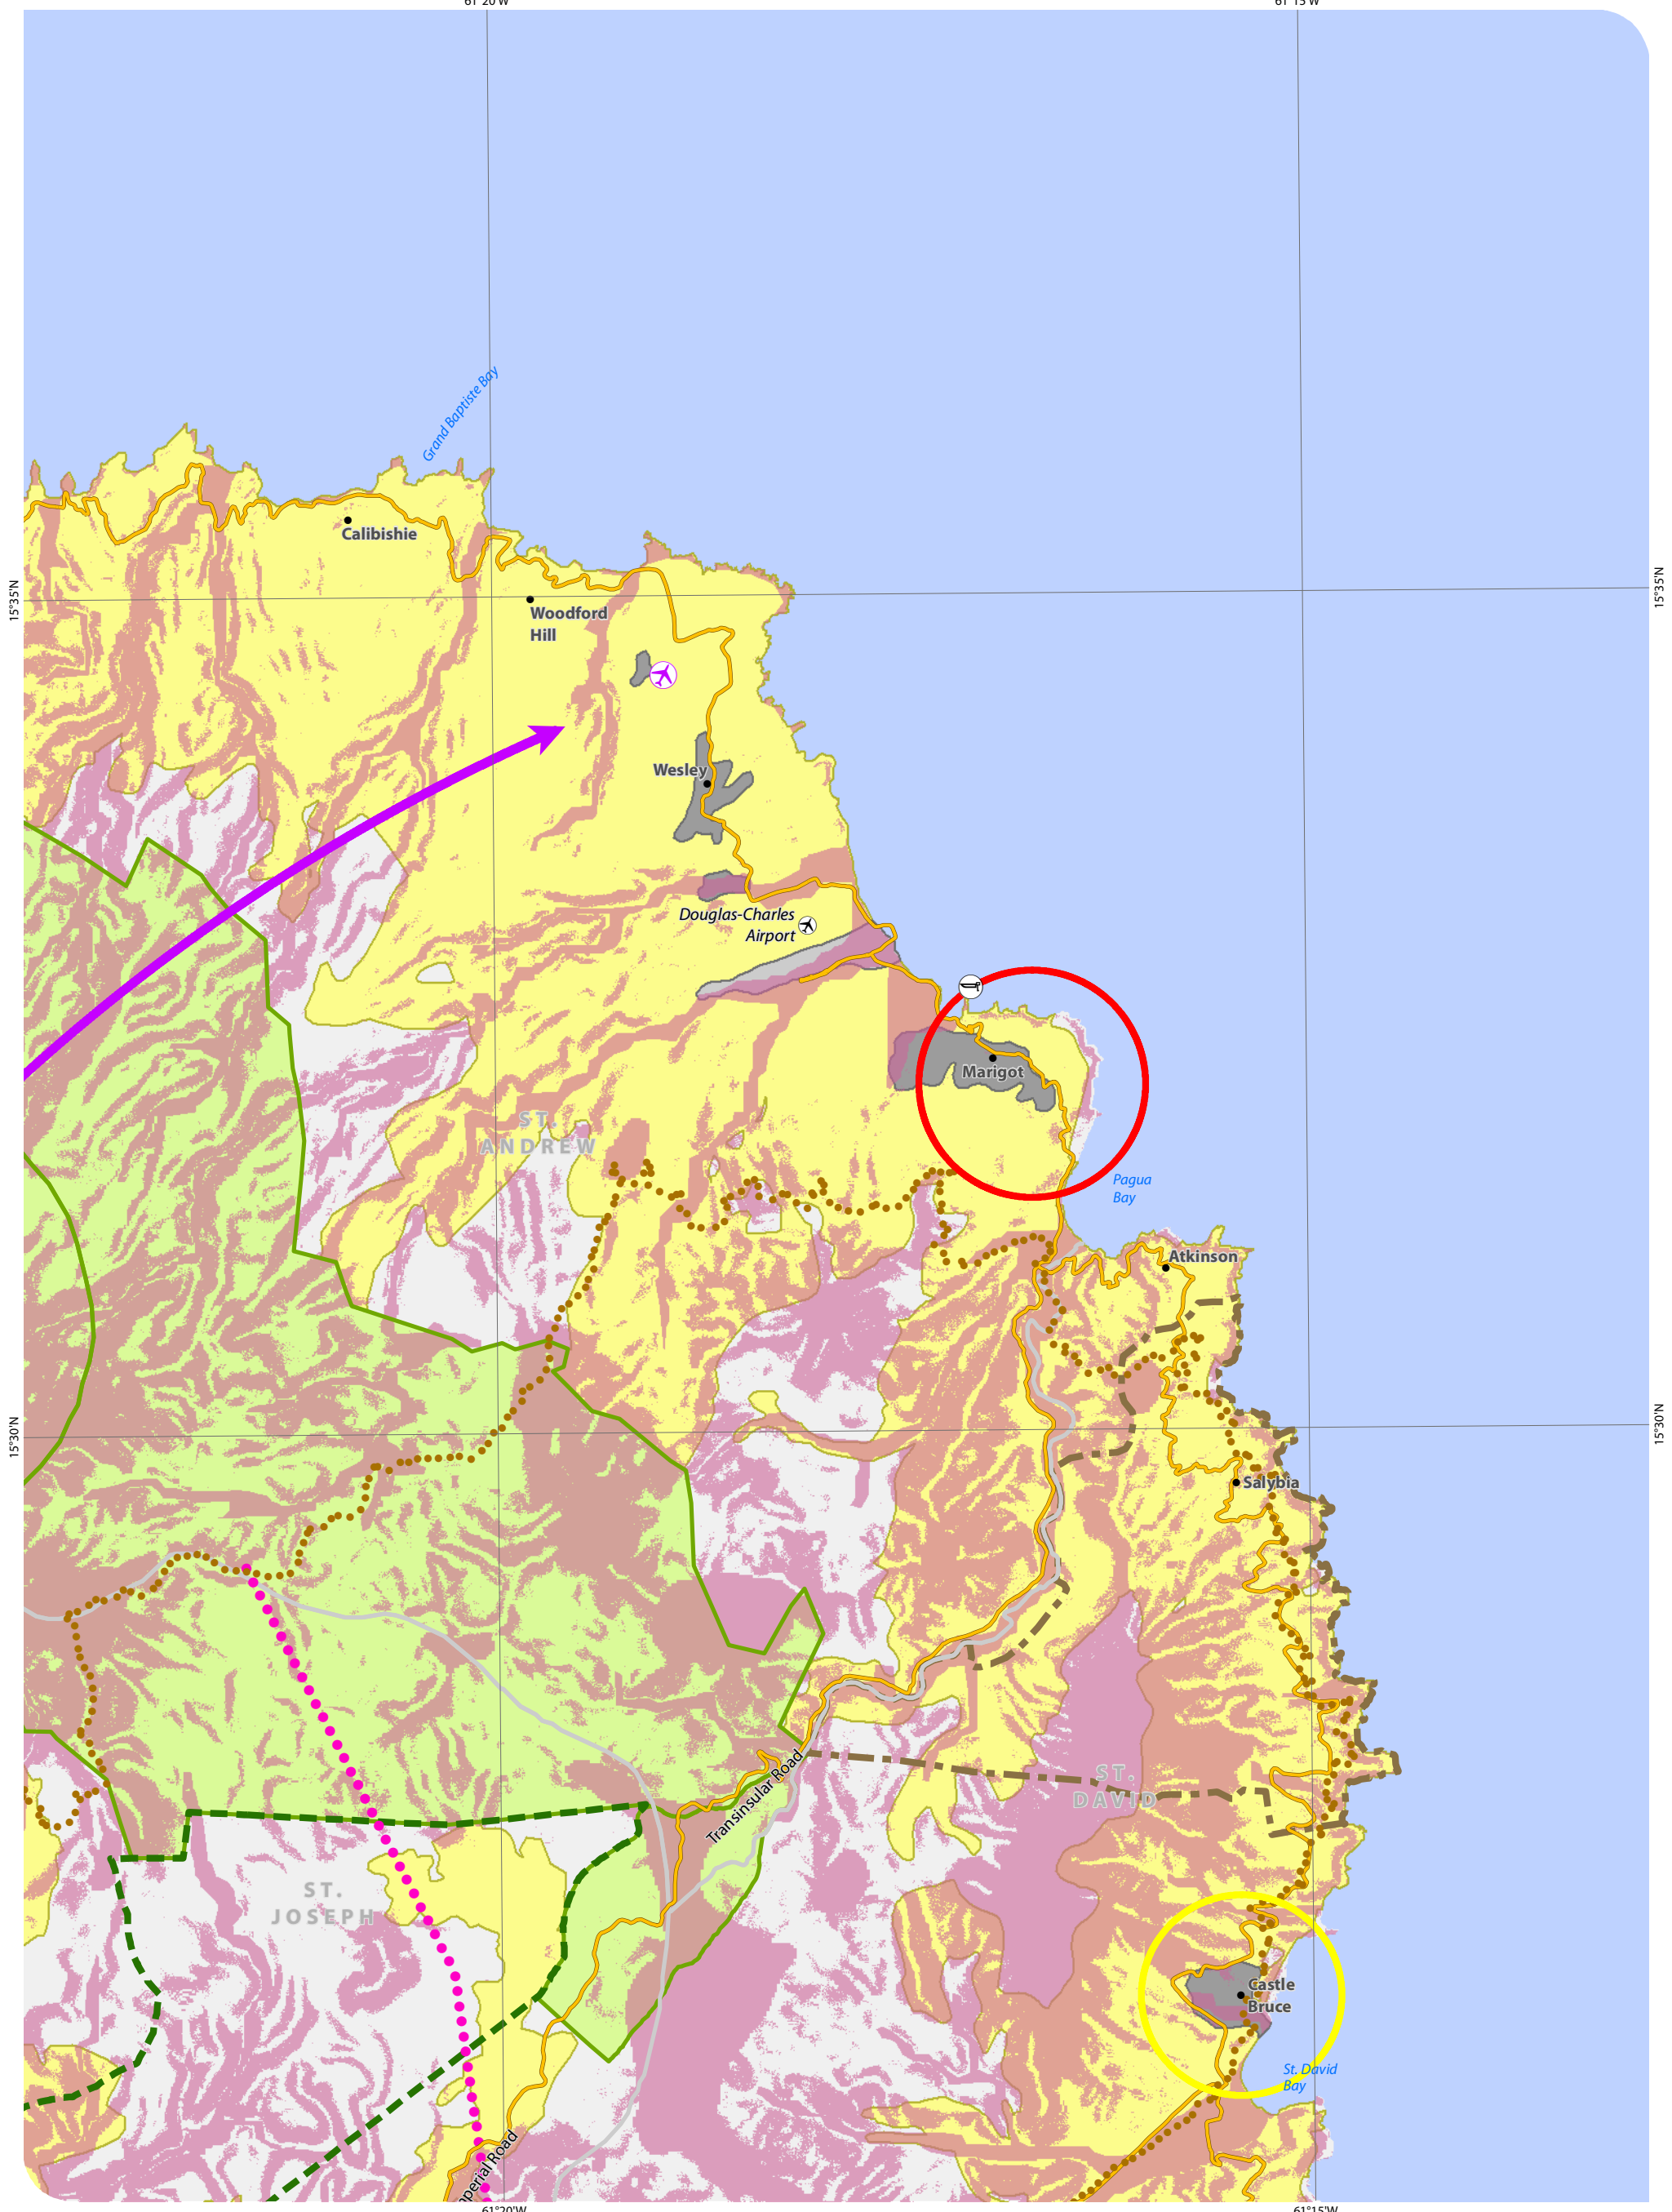 61°20'W
61°15'W
Grand Baptiste Bay
Calibishie
15°35'N
15°35'N
Woodford
Hill
Wesley
Douglas-Charles
Airport
Marigot
ST.
ANDREW
Pagua
Bay
Atkinson
15°30'N
15°30'N
Salybia
Transinsular Road
ST.
DAVID
ST.
JOSEPH
Castle
Bruce
St. David
Bay
perial Road
61°20'W
61°15'W